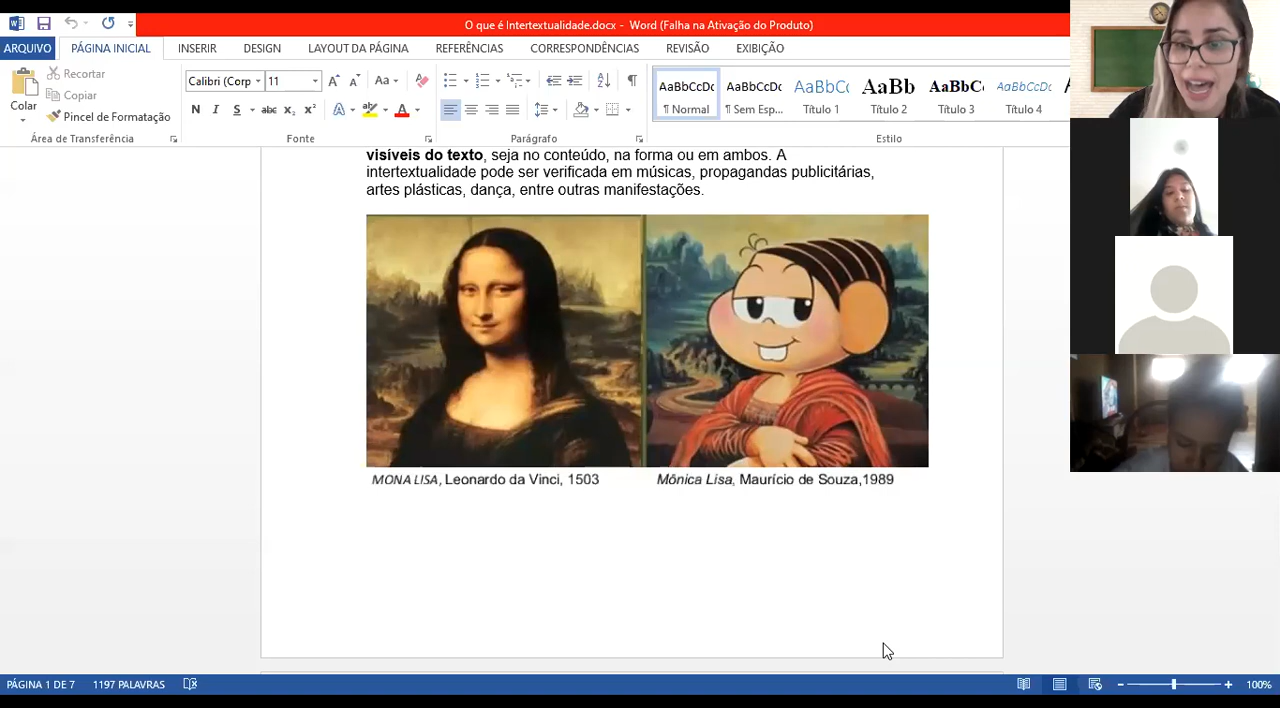 O que é Intertextualidade.docx - Word (Falha na Ativação do Produto)
ARQUIVO PÁGINA INICIAL INSERIR DESIGN LAYOUT DA PÁGINA REFERÊNCIAS CORRESPONDÊNCIAS REVISÃO EXIBIÇÃO
Colar
Recortar
Copiar
Pincel de Formatação
Área de Transferência
Calibri (Corp 11
Aa
N I S abc x₂ x²
Fonte
Parágrafo
AaBbCcDc AaBbCcDc AaBbC AaBb AaBbC AaBbCcDc
¶ Normal ¶ Sem Esp... Título 1 Título 2 Título 3 Título 4
Estilo
visíveis do texto, seja no conteúdo, na forma ou em ambos. A
intertextualidade pode ser verificada em músicas, propagandas publicitárias,
artes plásticas, dança, entre outras manifestações.
MONA LISA, Leonardo da Vinci, 1503
Mônica Lisa, Maurício de Souza,1989
PÁGINA 1 DE 7 1197 PALAVRAS
100%